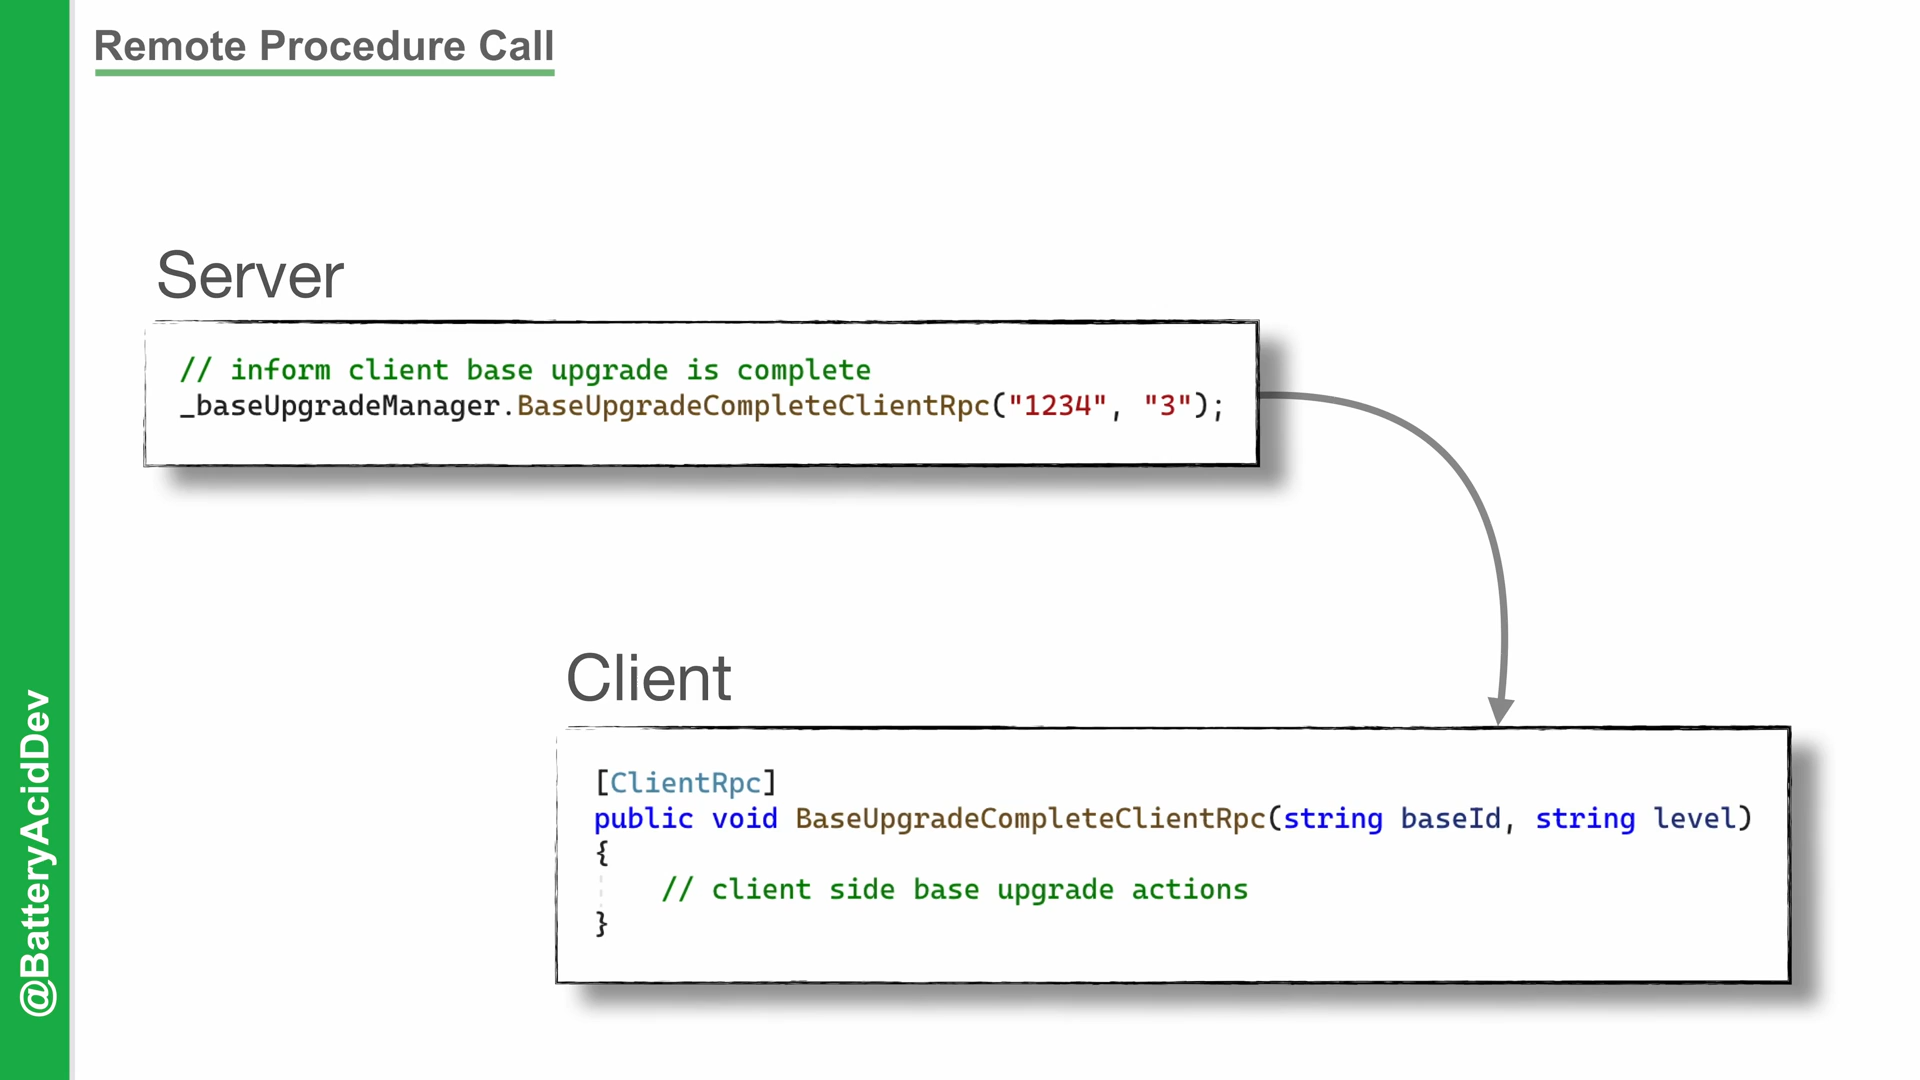 Remote Procedure Call
Server
// inform client base upgrade is complete
_baseUpgradeManager.BaseUpgradeCompleteClientRpc("1234", "3");
Client
[ClientRpc]
public void BaseUpgradeCompleteClientRpc(string baseId, string level)
{
// client side base upgrade actions
}
@BatteryAcidDev